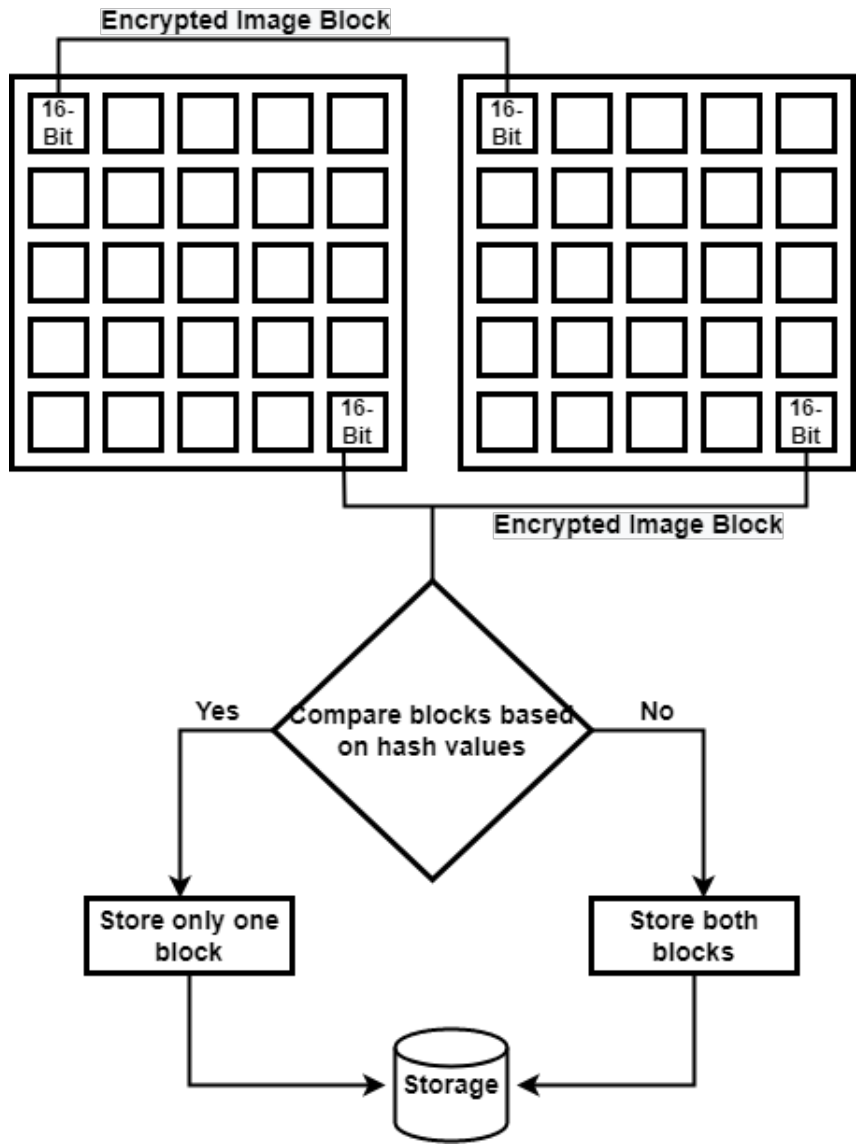 Encrypted Image Block
16-
Bit
16-
Bit
16-
Bit
16-
Bit
Encrypted Image Block
Yes
No
Compare blocks based
on hash values
Store only one
block
Store both
blocks
Storage